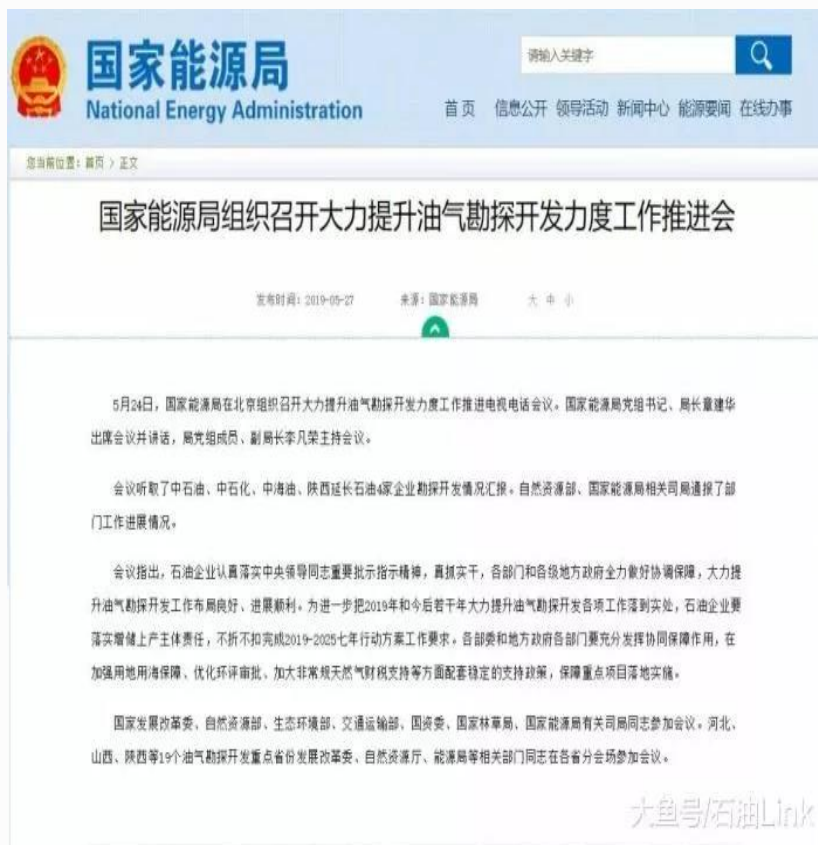 国家能源局
National Energy Administration
请输入关键字
首页 信息公开 领导活动 新闻中心 能源要闻 在线办事
您当前位置：首页 > 正文
国家能源局组织召开大力提升油气勘探开发力度工作推进会
发布时间：2019-05-27 来源：国家能源局 大 中 小
5月24日，国家能源局在北京组织召开大力提升油气勘探开发力度工作推进电视电话会议。国家能源局党组书记、局长章建华
出席会议并讲话，局党组成员、副局长李凡荣主持会议。
会议听取了中石油、中石化、中海油、陕西延长石油4家企业勘探开发情况汇报。自然资源部、国家能源局相关司局通报了部
门工作进展情况。
会议指出，石油企业认真落实中央领导同志重要批示指示精神，真抓实干，各部门和各级地方政府全力做好协调保障，大力提
升油气勘探开发工作布局良好、进展顺利。为进一步把2019年和今后若干年大力提升油气勘探开发各项工作落到实处，石油企业要
落实增储上产主体责任，不折不扣完成2019-2025七年行动方案工作要求。各部委和地方政府各部门要充分发挥协同保障作用，在
加强用地用海保障、优化环评审批、加大非常规天然气财税支持等方面配套稳定的支持政策，保障重点项目落地实施。
国家发展改革委、自然资源部、生态环境部、交通运输部、国资委、国家林草局、国家能源局有关司局同志参加会议。河北、
山西、陕西等19个油气勘探开发重点省份发展改革委、自然资源厅、能源局等相关部门同志在各省分会场参加会议。
大鱼号/石油Link